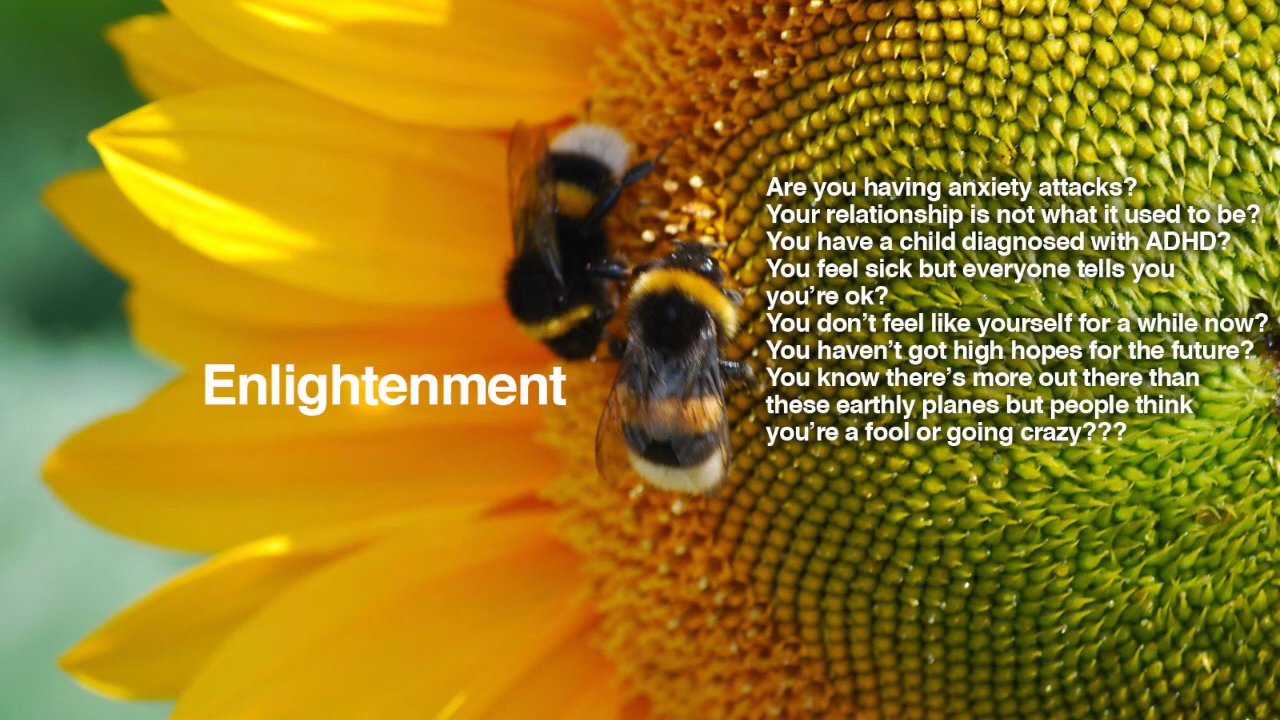 Enlightenment
Are you having anxiety attacks?
Your relationship is not what it used to be?
You have a child diagnosed with ADHD?
You feel sick but everyone tells you
you’re ok?
You don’t feel like yourself for a while now?
You haven’t got high hopes for the future?
You know there’s more out there than
these earthly planes but people think
you’re a fool or going crazy???